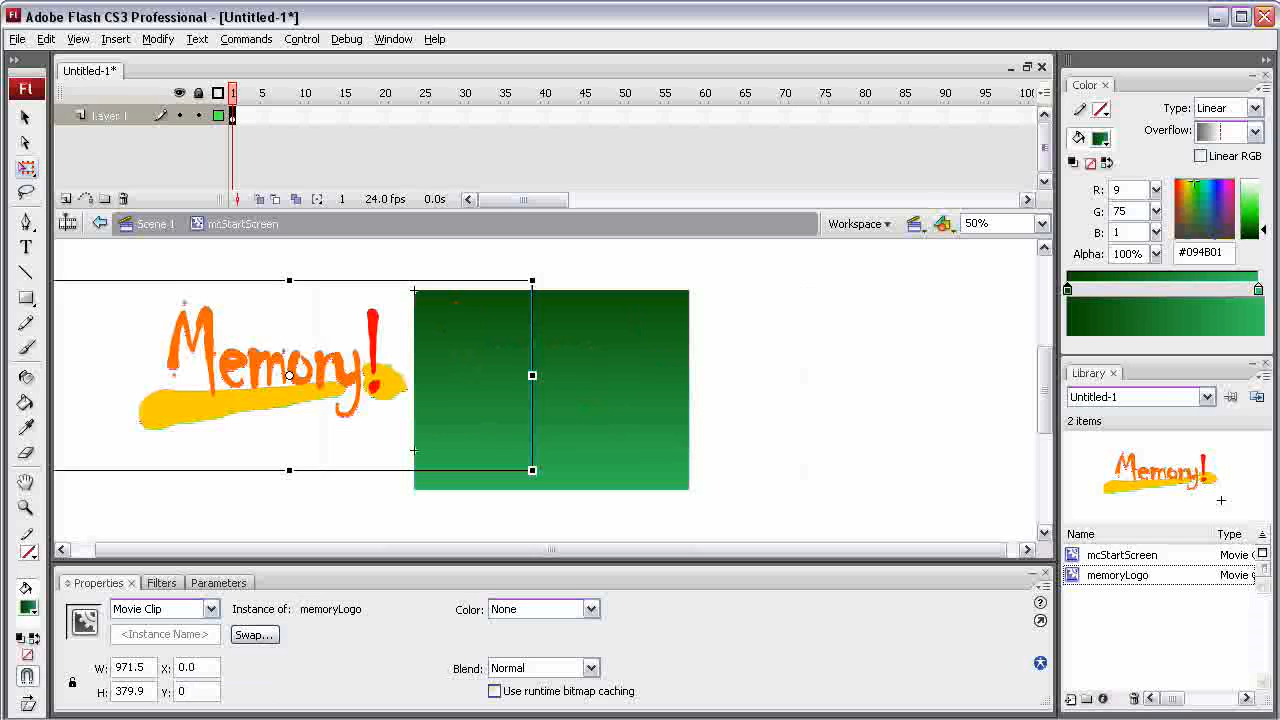 Adobe Flash CS3 Professional - [Untitled-1*]
File Edit View Insert Modify Text Commands Control Debug Window Help
Untitled-1*
1 5 10 15 20 25 30 35 40 45 50 55 60 65 70 75 80 85 90 95 100
Layer 1
1 24.0 fps 0.0s
Scene 1 mcStartScreen Workspace 50%
Memory!
Properties × Filters Parameters
Movie Clip Instance of: memoryLogo Color: None
<Instance Name> Swap...
W: 971.5 X: 0.0 Blend: Normal
H: 379.9 Y: 0 Use runtime bitmap caching
Fl
Color ×
Type: Linear
Overflow:
Linear RGB
R: 9
G: 75
B: 1
Alpha: 100% #094B01
Library ×
Untitled-1
2 items
Memory!
Name Type
mcStartScreen Movie C
memoryLogo Movie C